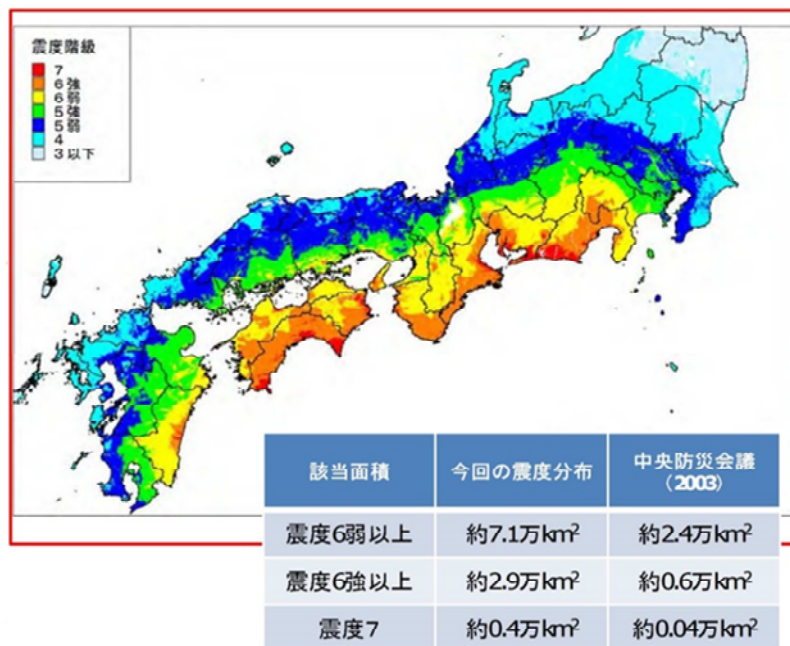 震度階級
7
6強
6弱
5強
5弱
4
3以下
該当面積 今回の震度分布 中央防災会議
（2003）
震度6弱以上 約7.1万km² 約2.4万km²
震度6強以上 約2.9万km² 約0.6万km²
震度7 約0.4万km² 約0.04万km²